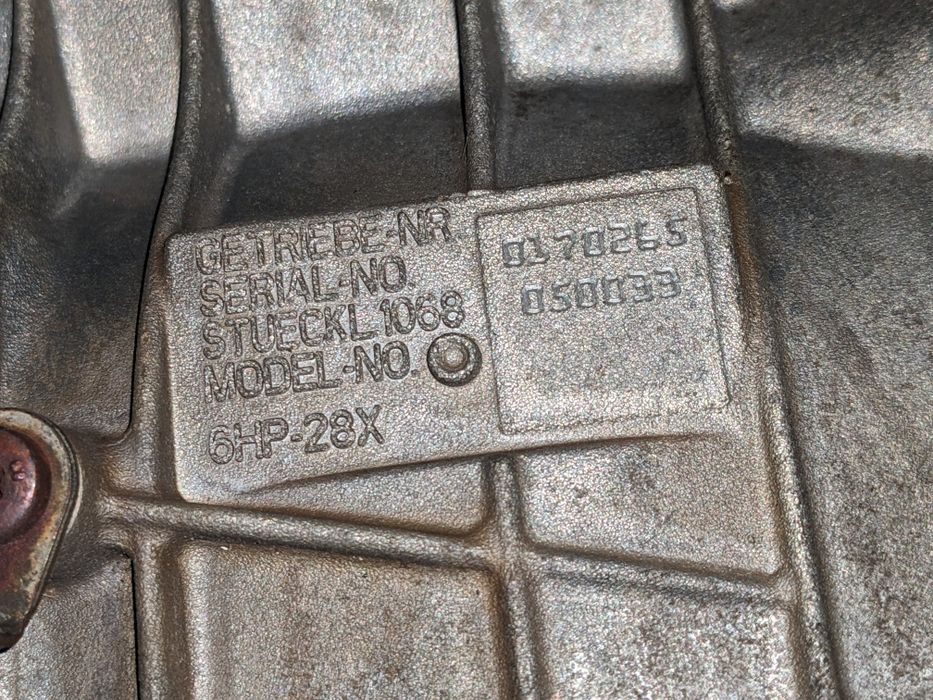 GETRIEBE-NR.
SERIAL-NO.
STUECKL.1068
MODEL-NO.
6HP-28X
0170265
050033